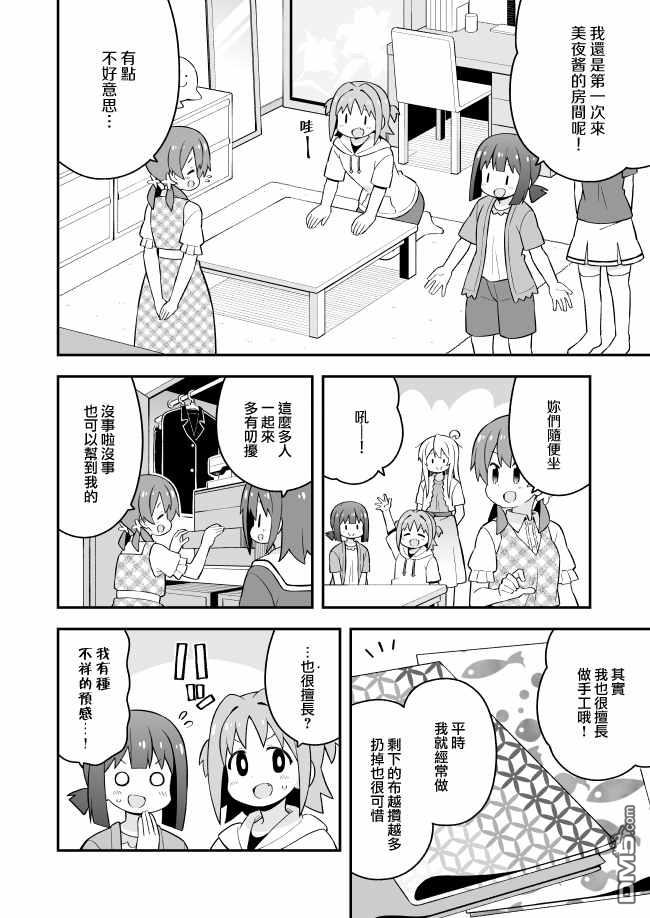 我還是第一次來
美夜醬的房間呢！
哇ー
有點
不好意思…
妳們隨便坐
吼——！
這麼多人
一起來
多有叨擾
沒事啦沒事
也可以幫到我的
其實
我也很擅長
做手工哦！
平時
我就經常做
剩下的布越攢越多
扔掉也很可惜
…也很擅長？
我有種
不祥的預感…！
DM5.com